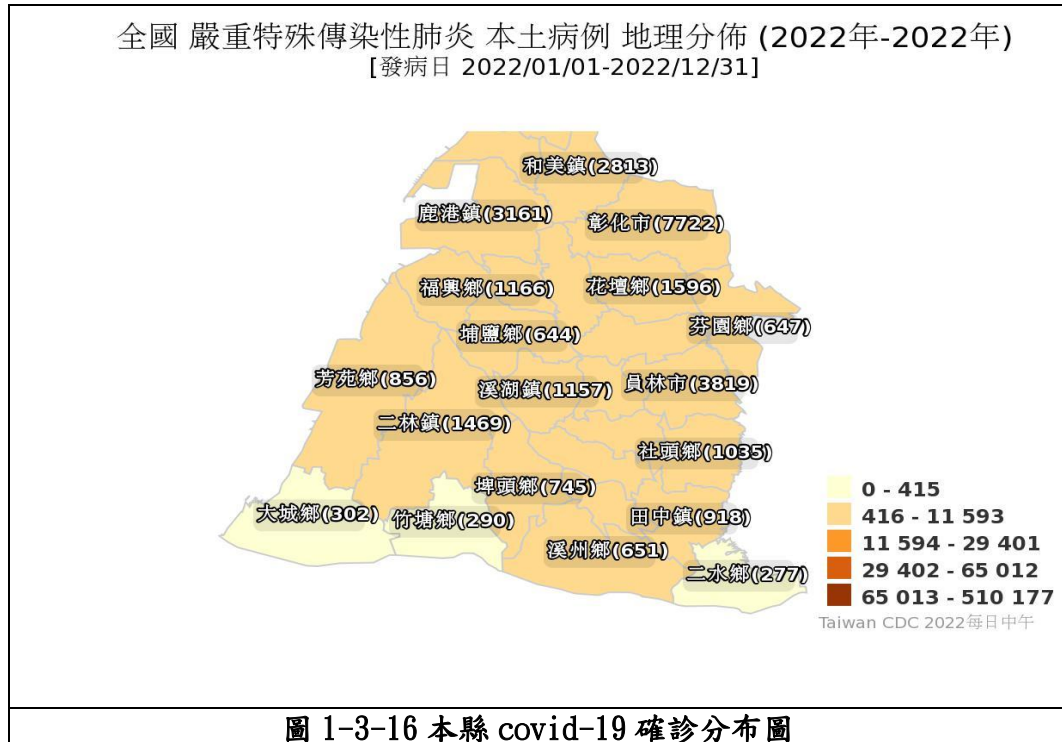 全國 嚴重特殊傳染性肺炎 本土病例 地理分佈 (2022年-2022年)
[發病日 2022/01/01-2022/12/31]
和美鎮(2813)
鹿港鎮(3161)
彰化市(7722)
福興鄉(1166)
花壇鄉(1596)
芬園鄉(647)
埔鹽鄉(644)
芳苑鄉(856)
溪湖鎮(1157)
員林市(3819)
二林鎮(1469)
社頭鄉(1035)
埤頭鄉(745)
大城鄉(302)
竹塘鄉(290)
田中鎮(918)
溪州鄉(651)
二水鄉(277)
0 - 415
416 - 11 593
11 594 - 29 401
29 402 - 65 012
65 013 - 510 177
Taiwan CDC 2022每日中午
圖 1-3-16 本縣 covid-19 確診分布圖